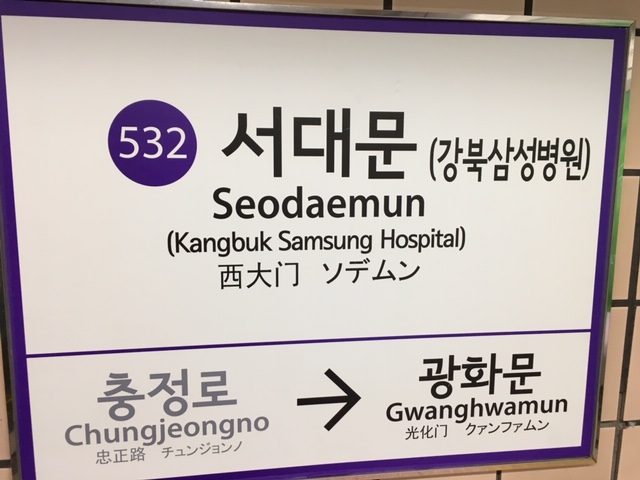 532 서대문 (강북삼성병원)
Seodaemun
(Kangbuk Samsung Hospital)
西大门 ソデムン
충정로 → 광화문
Chungjeongno Gwanghwamun
忠正路 チュンジョンノ 光化门 クァンファムン